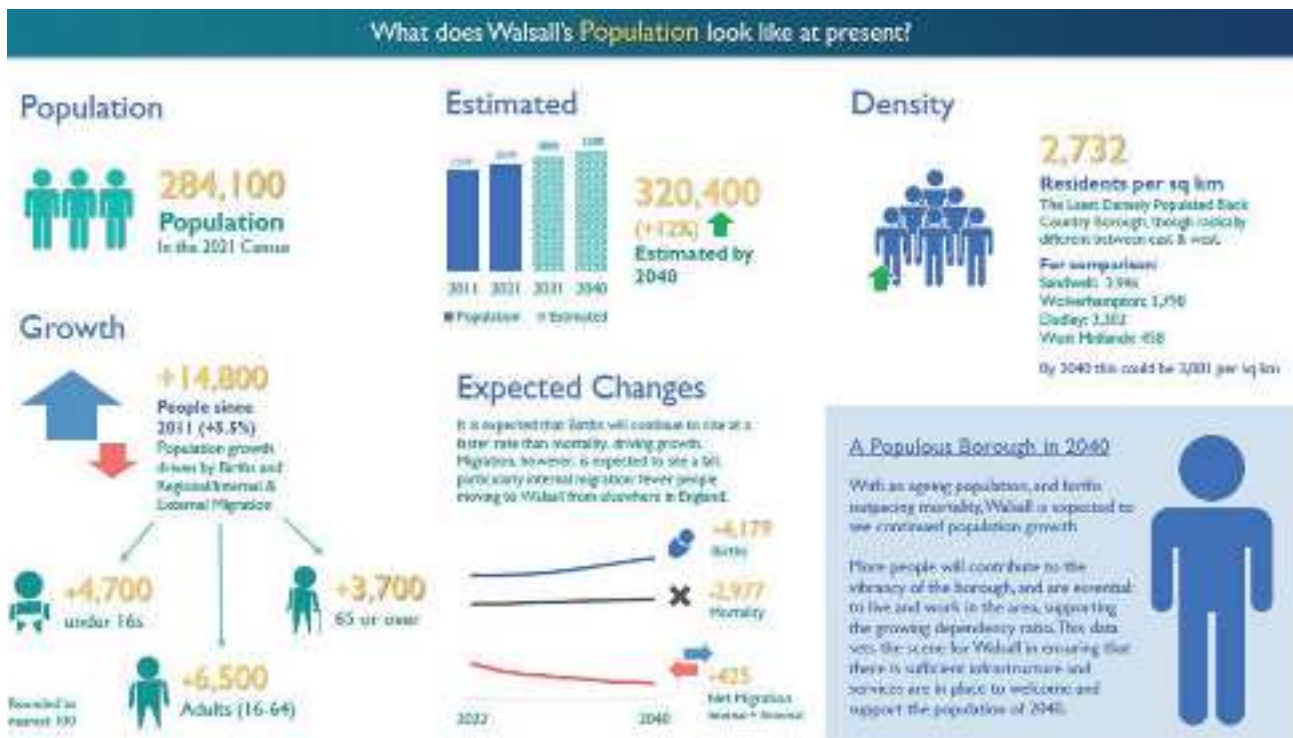 What does Walsall's Population look like at present?
Population
284,100
Population
In the 2021 Census
Growth
+14,800
People since
2011 (+5.5%)
Population growth
driven by Births and
Regional/Internal &
External Migration
+4,700
under 16s
+3,700
65 or over
+6,500
Adults (16-64)
Rounded to
nearest 100
Estimated
320,400
(+12%)
Estimated by
2040
2011 2021 2031 2040
Population Estimated
Expected Changes
It is expected that Births will continue to rise at a
faster rate than mortality, driving growth.
Migration, however, is expected to see a fall,
particularly internal migration: fewer people
moving to Walsall from elsewhere in England.
+4,179
Births
-2,977
Mortality
+425
Net Migration
2022 2040
Density
2,732
Residents per sq km
The Least Densely Populated Black
Country Borough, though radically
different between east & west.
For comparison:
Sandwell:
Wolverhampton:
Dudley:
West Midlands: 458
By 2040 this could be per sq km
A Populous Borough in 2040
With an ageing population, and births
outpacing mortality, Walsall is expected to
see continued population growth
More people will contribute to the
vibrancy of the borough, and are essential
to live and work in the area, supporting
the growing dependency ratio. This data
sets the scene for Walsall in ensuring that
there is sufficient infrastructure and
services are in place to welcome and
support the population of 2040.